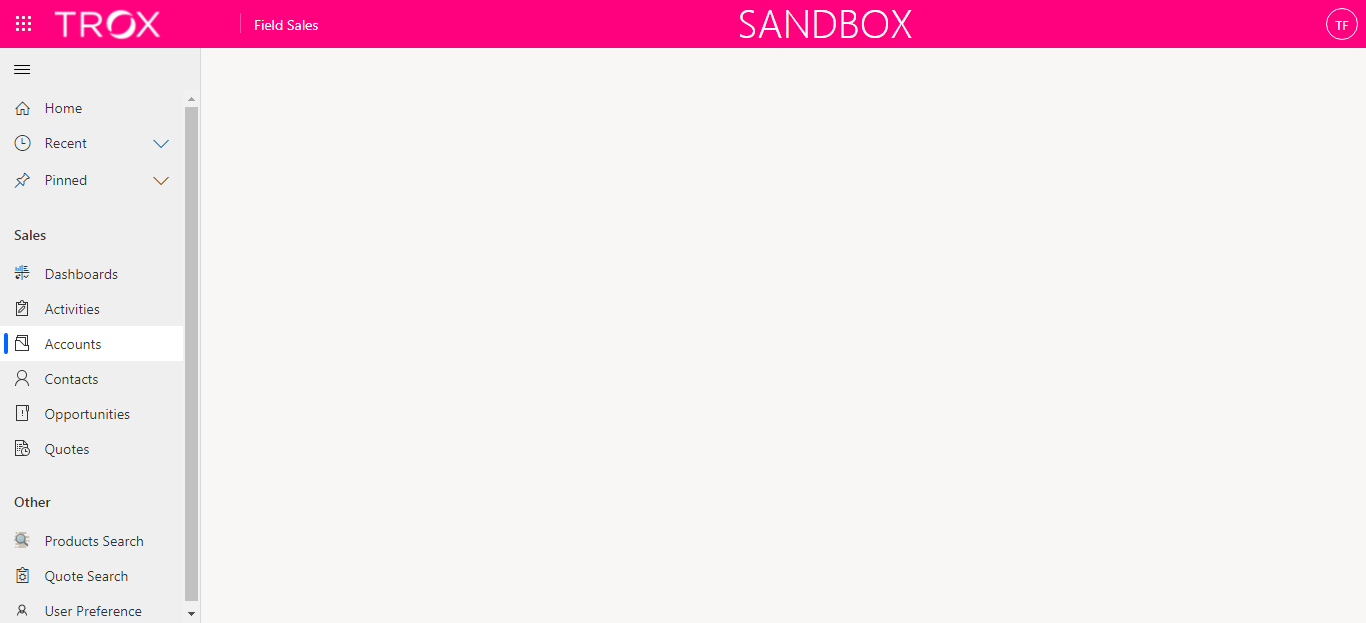 TROX
Field Sales
SANDBOX
TF
Home
Recent
Pinned
Sales
Dashboards
Activities
Accounts
Contacts
Opportunities
Quotes
Other
Products Search
Quote Search
User Preference